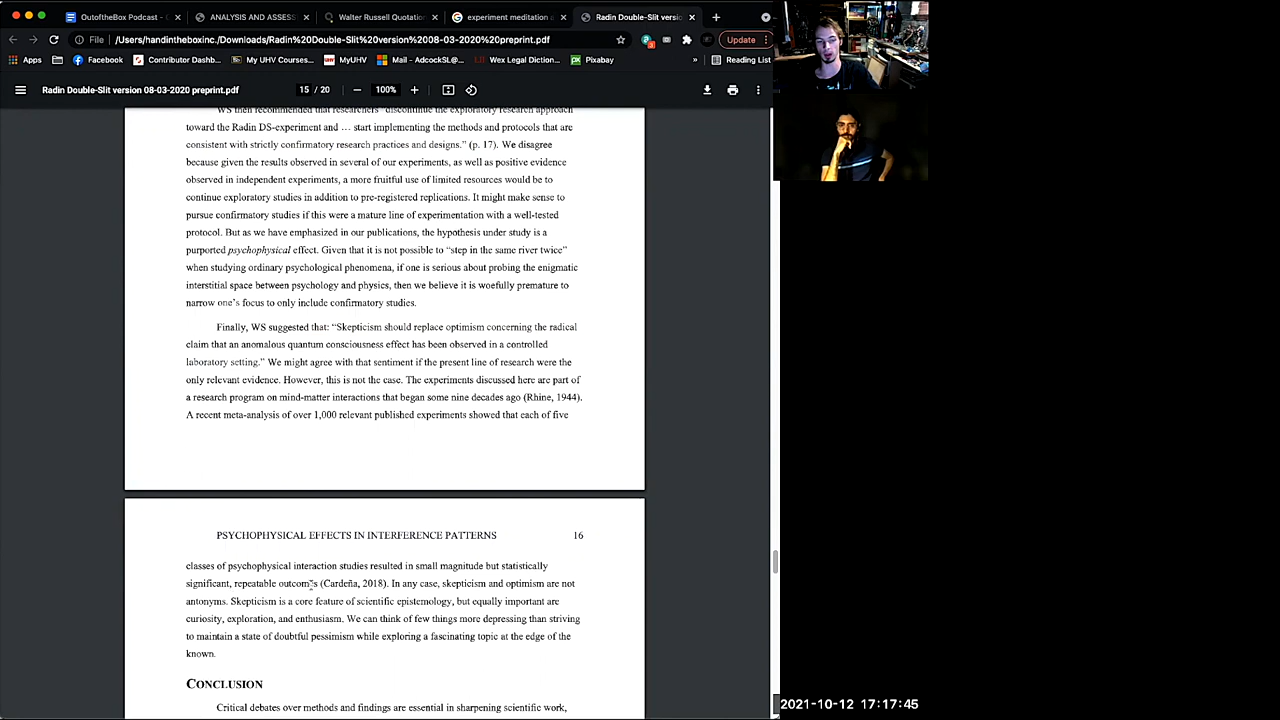 OutoftheBox Podcast -
ANALYSIS AND ASSESS
Walter Russell Quotation
experiment meditation a
Radin Double-Slit versio
File
/Users/handintheboxinc./Downloads/Radin%20Double-Slit%20version%2008-03-2020%20preprint.pdf
Update
Apps
Facebook
Contributor Dashb...
My UHV Courses...
MyUHV
Mail - AdcockSL@...
Wex Legal Diction...
Pixabay
»
Reading List
Radin Double-Slit version 08-03-2020 preprint.pdf
15 / 20
100%
WS then recommended that researchers "discontinue the exploratory research approach
toward the Radin DS-experiment and … start implementing the methods and protocols that are
consistent with strictly confirmatory research practices and designs." (p. 17). We disagree
because given the results observed in several of our experiments, as well as positive evidence
observed in independent experiments, a more fruitful use of limited resources would be to
continue exploratory studies in addition to pre-registered replications. It might make sense to
pursue confirmatory studies if this were a mature line of experimentation with a well-tested
protocol. But as we have emphasized in our publications, the hypothesis under study is a
purported psychophysical effect. Given that it is not possible to "step in the same river twice"
when studying ordinary psychological phenomena, if one is serious about probing the enigmatic
interstitial space between psychology and physics, then we believe it is woefully premature to
narrow one's focus to only include confirmatory studies.
Finally, WS suggested that: "Skepticism should replace optimism concerning the radical
claim that an anomalous quantum consciousness effect has been observed in a controlled
laboratory setting." We might agree with that sentiment if the present line of research were the
only relevant evidence. However, this is not the case. The experiments discussed here are part of
a research program on mind-matter interactions that began some nine decades ago (Rhine, 1944).
A recent meta-analysis of over 1,000 relevant published experiments showed that each of five
PSYCHOPHYSICAL EFFECTS IN INTERFERENCE PATTERNS
16
classes of psychophysical interaction studies resulted in small magnitude but statistically
significant, repeatable outcomes (Cardeña, 2018). In any case, skepticism and optimism are not
antonyms. Skepticism is a core feature of scientific epistemology, but equally important are
curiosity, exploration, and enthusiasm. We can think of few things more depressing than striving
to maintain a state of doubtful pessimism while exploring a fascinating topic at the edge of the
known.
CONCLUSION
Critical debates over methods and findings are essential in sharpening scientific work,
2021-10-12 17:17:45